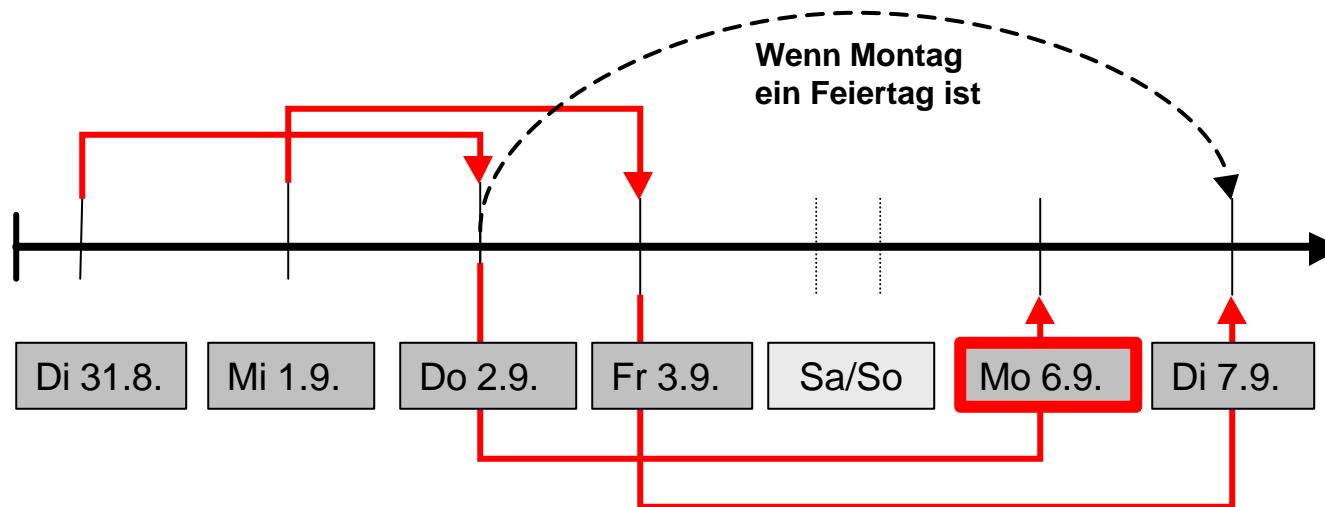 Wenn Montag
ein Feiertag ist
Di 31.8.
Mi 1.9.
Do 2.9.
Fr 3.9.
Sa/So
Mo 6.9.
Di 7.9.